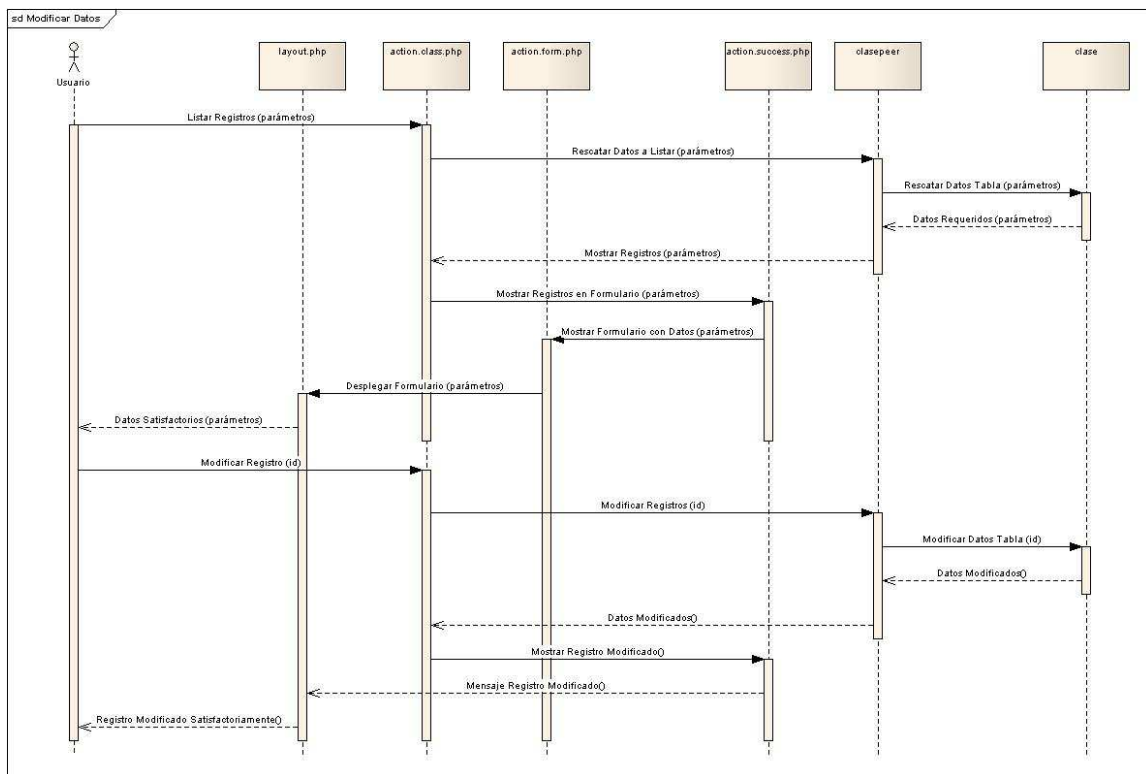 sd Modificar Datos
Usuario
layout.php
action.class.php
action.form.php
action.success.php
clasepeer
clase
Listar Registros (parámetros)
Rescatar Datos a Listar (parámetros)
Rescatar Datos Tabla (parámetros)
Datos Requeridos (parámetros)
Mostrar Registros (parámetros)
Mostrar Registros en Formulario (parámetros)
Mostrar Formulario con Datos (parámetros)
Desplegar Formulario (parámetros)
Datos Satisfactorios (parámetros)
Modificar Registro (id)
Modificar Registros (id)
Modificar Datos Tabla (id)
Datos Modificados()
Datos Modificados()
Mostrar Registro Modificado()
Mensaje Registro Modificado()
Registro Modificado Satisfactoriamente()